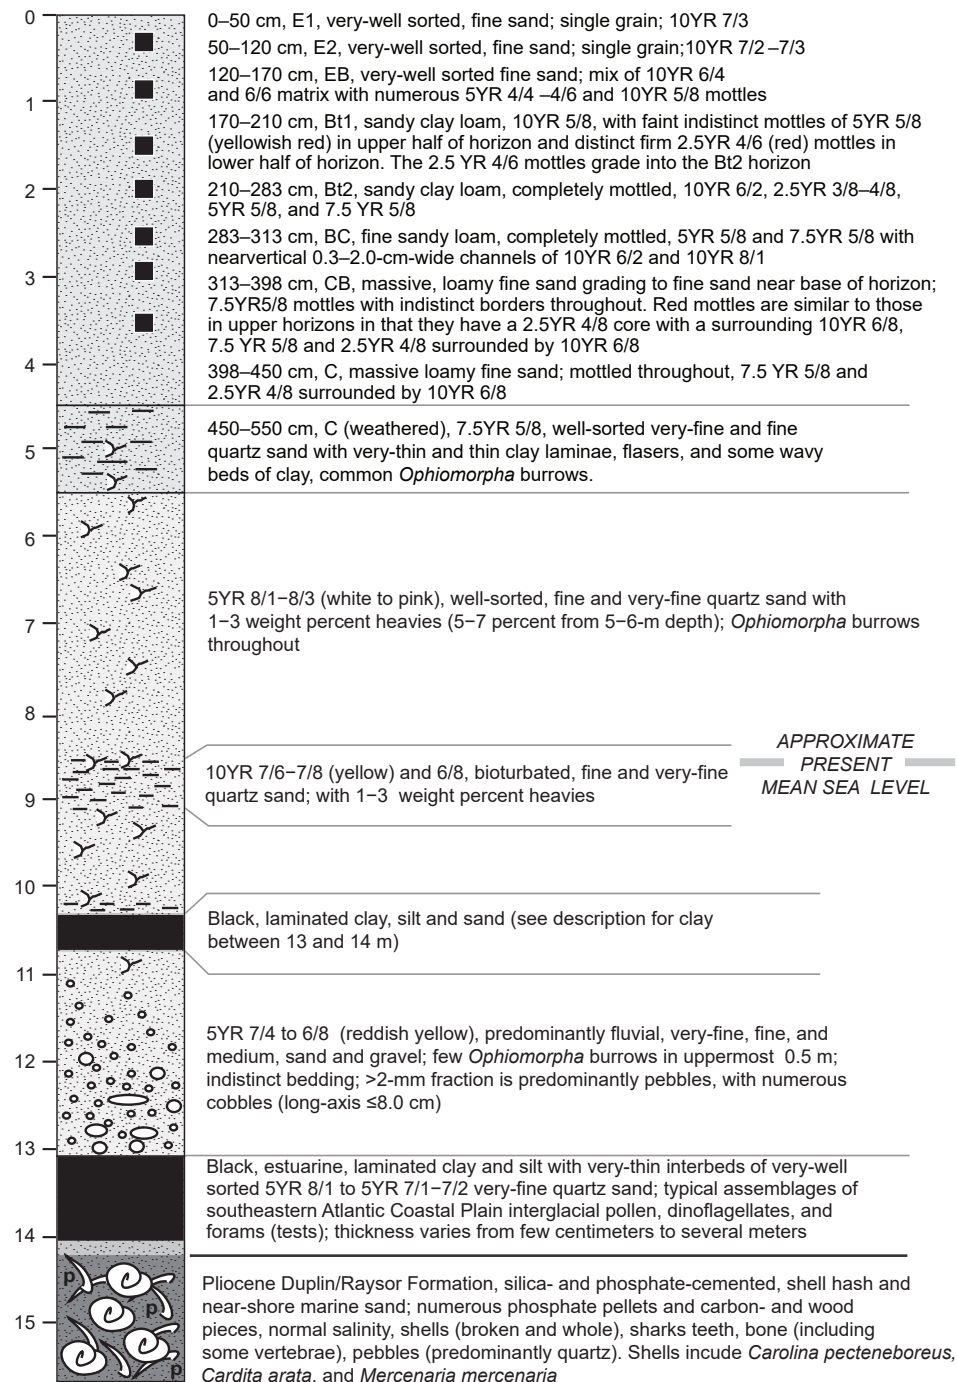 0
0–50 cm, E1, very-well sorted, fine sand; single grain; 10YR 7/3
50–120 cm, E2, very-well sorted, fine sand; single grain;10YR 7/2 –7/3
120–170 cm, EB, very-well sorted fine sand; mix of 10YR 6/4
and 6/6 matrix with numerous 5YR 4/4 –4/6 and 10YR 5/8 mottles
1
170–210 cm, Bt1, sandy clay loam, 10YR 5/8, with faint indistinct mottles of 5YR 5/8
(yellowish red) in upper half of horizon and distinct firm 2.5YR 4/6 (red) mottles in
lower half of horizon. The 2.5 YR 4/6 mottles grade into the Bt2 horizon
2
210–283 cm, Bt2, sandy clay loam, completely mottled, 10YR 6/2, 2.5YR 3/8–4/8,
5YR 5/8, and 7.5 YR 5/8
283–313 cm, BC, fine sandy loam, completely mottled, 5YR 5/8 and 7.5YR 5/8 with
nearvertical 0.3–2.0-cm-wide channels of 10YR 6/2 and 10YR 8/1
3
313–398 cm, CB, massive, loamy fine sand grading to fine sand near base of horizon;
7.5YR5/8 mottles with indistinct borders throughout. Red mottles are similar to those
in upper horizons in that they have a 2.5YR 4/8 core with a surrounding 10YR 6/8,
7.5 YR 5/8 and 2.5YR 4/8 surrounded by 10YR 6/8
4
398–450 cm, C, massive loamy fine sand; mottled throughout, 7.5 YR 5/8 and
2.5YR 4/8 surrounded by 10YR 6/8
450–550 cm, C (weathered), 7.5YR 5/8, well-sorted very-fine and fine
quartz sand with very-thin and thin clay laminae, flasers, and some wavy
beds of clay, common Ophiomorpha burrows.
5
6
5YR 8/1−8/3 (white to pink), well-sorted, fine and very-fine quartz sand with
1−3 weight percent heavies (5−7 percent from 5−6-m depth); Ophiomorpha burrows
throughout
7
8
APPROXIMATE
PRESENT
MEAN SEA LEVEL
10YR 7/6−7/8 (yellow) and 6/8, bioturbated, fine and very-fine
quartz sand; with 1−3 weight percent heavies
9
10
Black, laminated clay, silt and sand (see description for clay
between 13 and 14 m)
11
5YR 7/4 to 6/8 (reddish yellow), predominantly fluvial, very-fine, fine, and
medium, sand and gravel; few Ophiomorpha burrows in uppermost 0.5 m;
indistinct bedding; >2-mm fraction is predominantly pebbles, with numerous
cobbles (long-axis ≤8.0 cm)
12
13
Black, estuarine, laminated clay and silt with very-thin interbeds of very-well
sorted 5YR 8/1 to 5YR 7/1−7/2 very-fine quartz sand; typical assemblages of
southeastern Atlantic Coastal Plain interglacial pollen, dinoflagellates, and
forams (tests); thickness varies from few centimeters to several meters
14
p
p
p
Pliocene Duplin/Raysor Formation, silica- and phosphate-cemented, shell hash and
near-shore marine sand; numerous phosphate pellets and carbon- and wood
pieces, normal salinity, shells (broken and whole), sharks teeth, bone (including
some vertebrae), pebbles (predominantly quartz). Shells incude Carolina pecteneboreus,
Cardita arata, and Mercenaria mercenaria
15